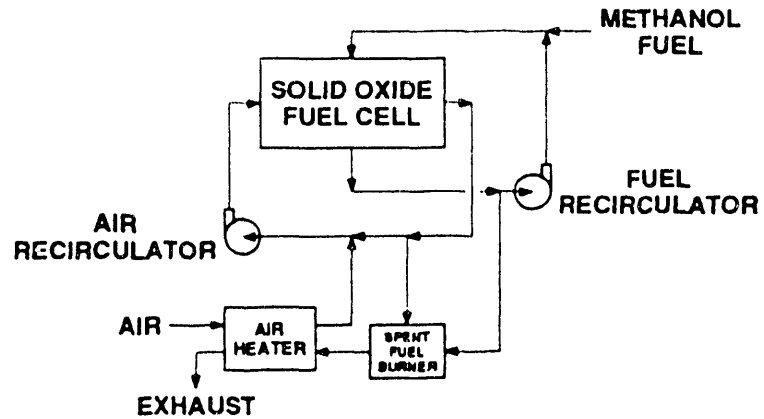 METHANOL
FUEL
SOLID OXIDE
FUEL CELL
FUEL
RECIRCULATOR
AIR
RECIRCULATOR
AIR
AIR
HEATER
SPENT
FUEL
BURNER
EXHAUST